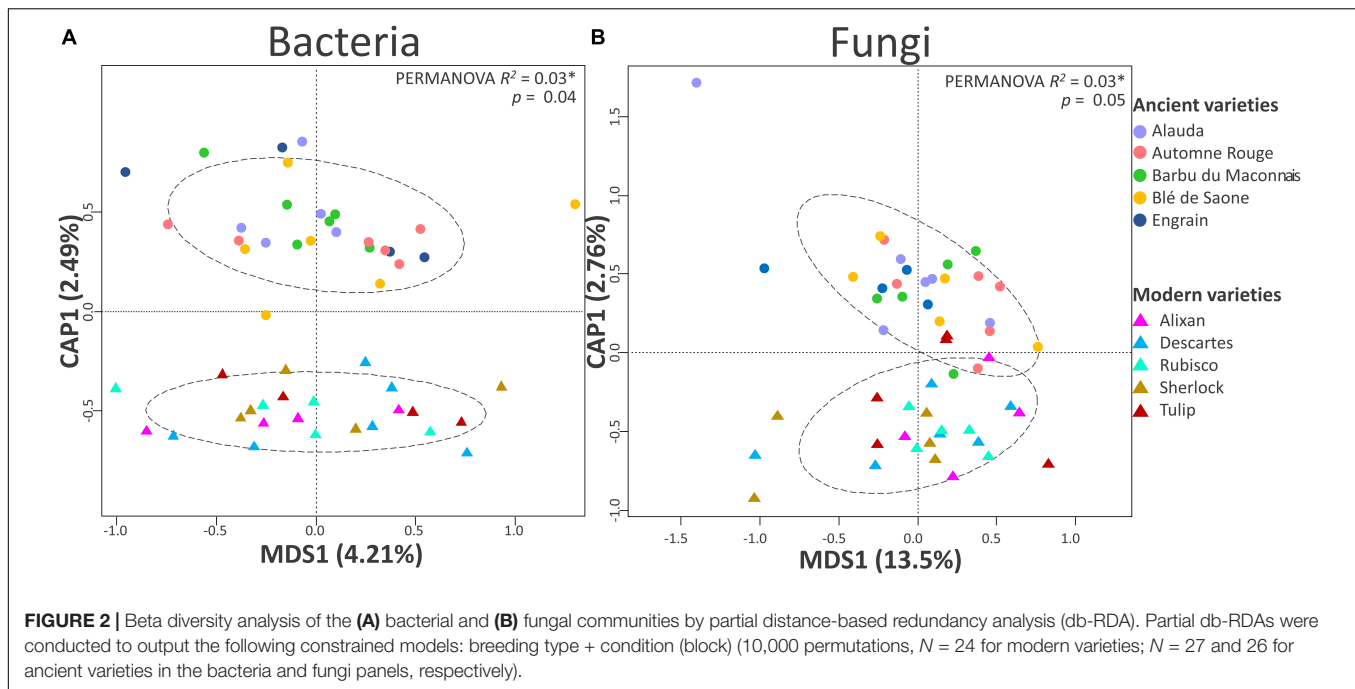 A
Bacteria
PERMANOVA R² = 0.03*
p = 0.04
CAP1 (2.49%)
0.5
0.0
-0.5
-1.0
-0.5
0.0
0.5
1.0
MDS1 (4.21%)
B
Fungi
PERMANOVA R² = 0.03*
p = 0.05
CAP1 (2.76%)
1.5
1.0
0.5
0.0
-0.5
-1.0
-1.5
-1.0
-0.5
0.0
0.5
1.0
MDS1 (13.5%)
Ancient varieties
Alauda
Automne Rouge
Barbu du Maconnais
Blé de Saone
Engrain
Modern varieties
Alixan
Descartes
Rubisco
Sherlock
Tulip
FIGURE 2 | Beta diversity analysis of the (A) bacterial and (B) fungal communities by partial distance-based redundancy analysis (db-RDA). Partial db-RDAs were
conducted to output the following constrained models: breeding type + condition (block) (10,000 permutations, N = 24 for modern varieties; N = 27 and 26 for
ancient varieties in the bacteria and fungi panels, respectively).